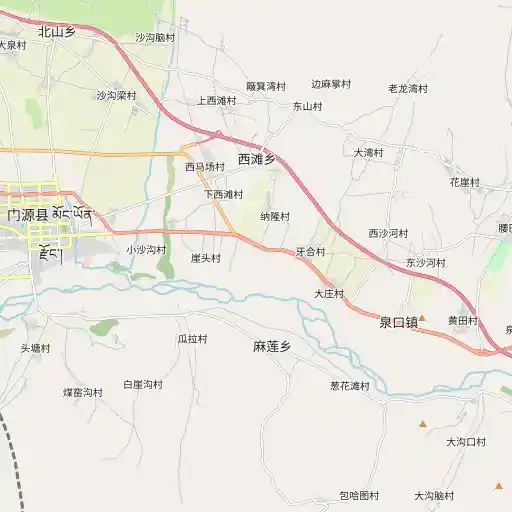 北山乡
沙沟脑村
大泉村
簸箕湾村
边麻掌村
老龙湾村
沙沟梁村
上西滩村
东山村
西滩乡
大湾村
西马场村
花崖村
下西滩村
门源县
纳隆村
西沙河村
小沙沟村
崖头村
牙合村
东沙河村
大庄村
泉口镇
黄田村
瓜拉村
麻莲乡
头塘村
煤窑沟村
白崖沟村
葱花滩村
大沟口村
包哈图村
大沟脑村